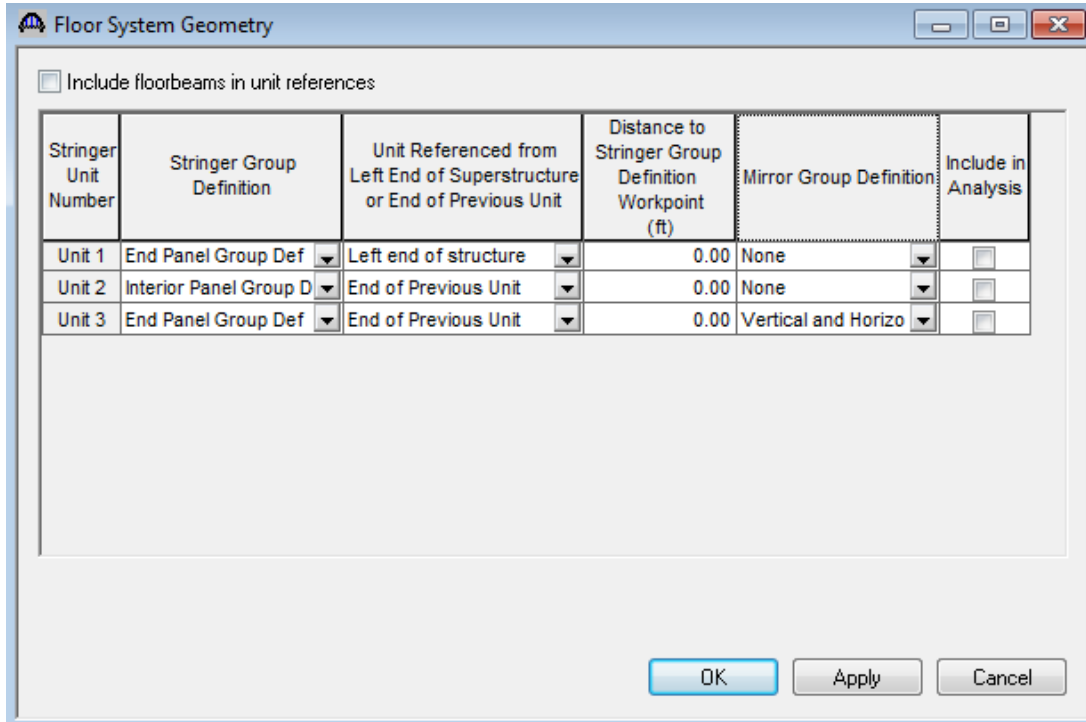 Floor System Geometry
Include floorbeams in unit references
Stringer
Unit
Number
Stringer Group
Definition
Unit Referenced from
Left End of Superstructure
or End of Previous Unit
Distance to
Stringer Group
Definition
Workpoint
(ft)
Mirror Group Definition
Include in
Analysis
Unit 1 End Panel Group Def Left end of structure 0.00 None
Unit 2 Interior Panel Group D End of Previous Unit 0.00 None
Unit 3 End Panel Group Def End of Previous Unit 0.00 Vertical and Horizo
OK Apply Cancel